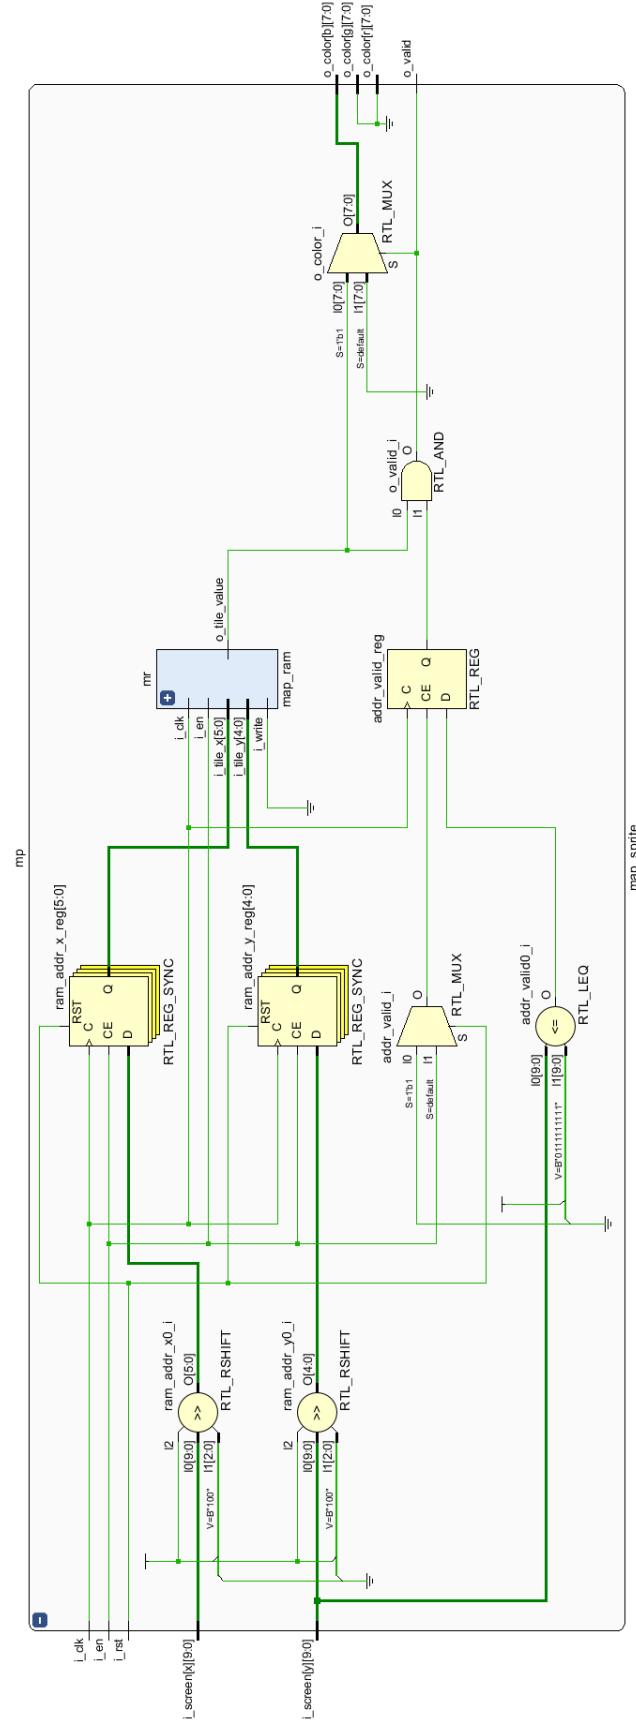 o_color[b][7:0]
o_color[g][7:0]
o_color[r][7:0]
o_valid
o_color_i
O[7:0]
RTL_MUX
S
I0[7:0]
I1[7:0]
S=1'b1
S=default
o_valid_i
O
RTL_AND
I0
I1
o_tile_value
mr
map_ram
i_clk
i_en
i_tile_x[5:0]
i_tile_y[4:0]
i_write
addr_valid_reg
C
CE
D
Q
RTL_REG
mp
map_sprite
ram_addr_x_reg[5:0]
RST
C
CE
D
Q
RTL_REG_SYNC
ram_addr_y_reg[4:0]
RST
C
CE
D
Q
RTL_REG_SYNC
addr_valid_i
O
RTL_MUX
S
I0
I1
S=1'b1
S=default
addr_valid0_i
O
<=
RTL_LEQ
I0[9:0]
I1[9:0]
V=B"0111111111"
ram_addr_x0_i
O[5:0]
>>
RTL_RSHIFT
I2
I0[9:0]
I1[2:0]
V=B"100"
ram_addr_y0_i
O[4:0]
>>
RTL_RSHIFT
I2
I0[9:0]
I1[2:0]
V=B"100"
i_clk
i_en
i_rst
i_screen[x][9:0]
i_screen[y][9:0]